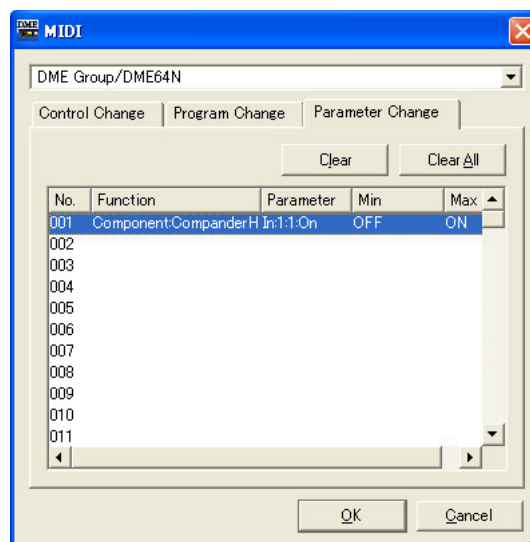 DME MIDI
DME Group/DME64N
Control Change Program Change Parameter Change
Clear Clear All
No. Function Parameter Min Max
001 Component:CompanderH In:1:1:On OFF ON
002
003
004
005
006
007
008
009
010
011
OK Cancel